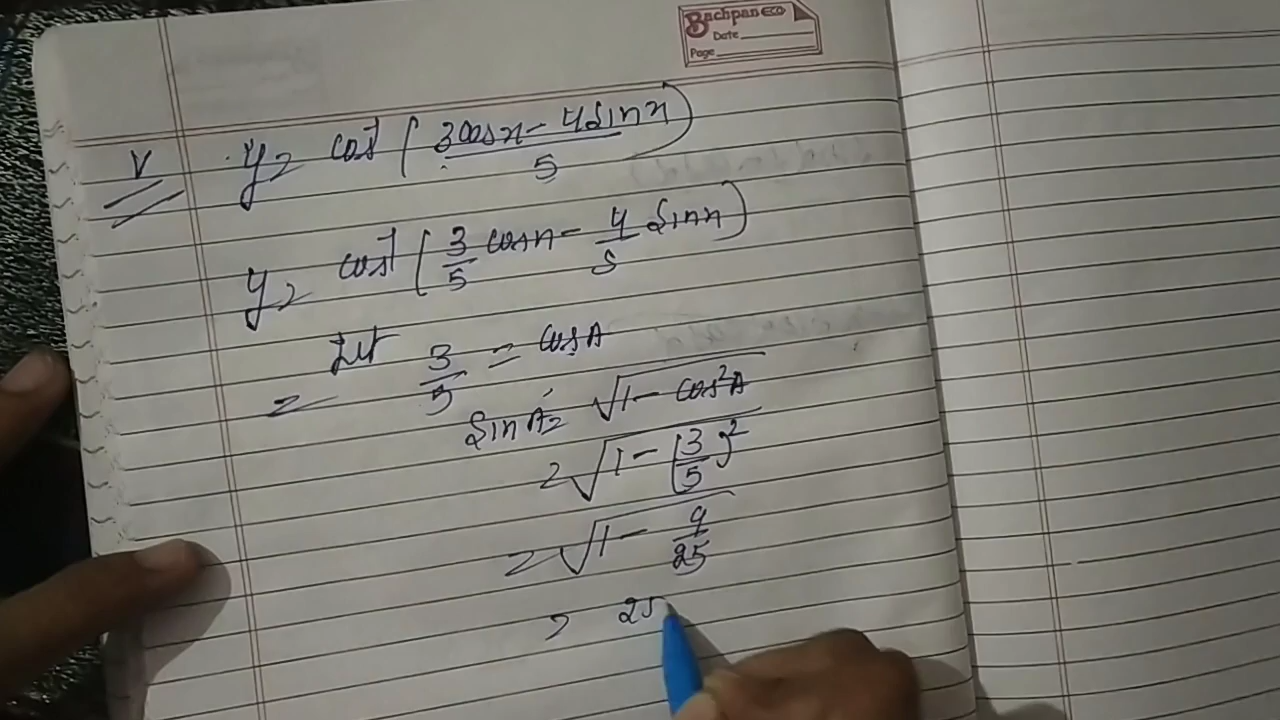 Bachpan ECO
Date
Page
V y = cos⁻¹ (3cosx - 4Sinx / 5)
y = cos⁻¹ [3/5 cosx - 4/5 Sinx)
= Let 3/5 = cosA
SinA = √1 - cos²A
= √1 - (3/5)²
= √1 - 9/25
= 25